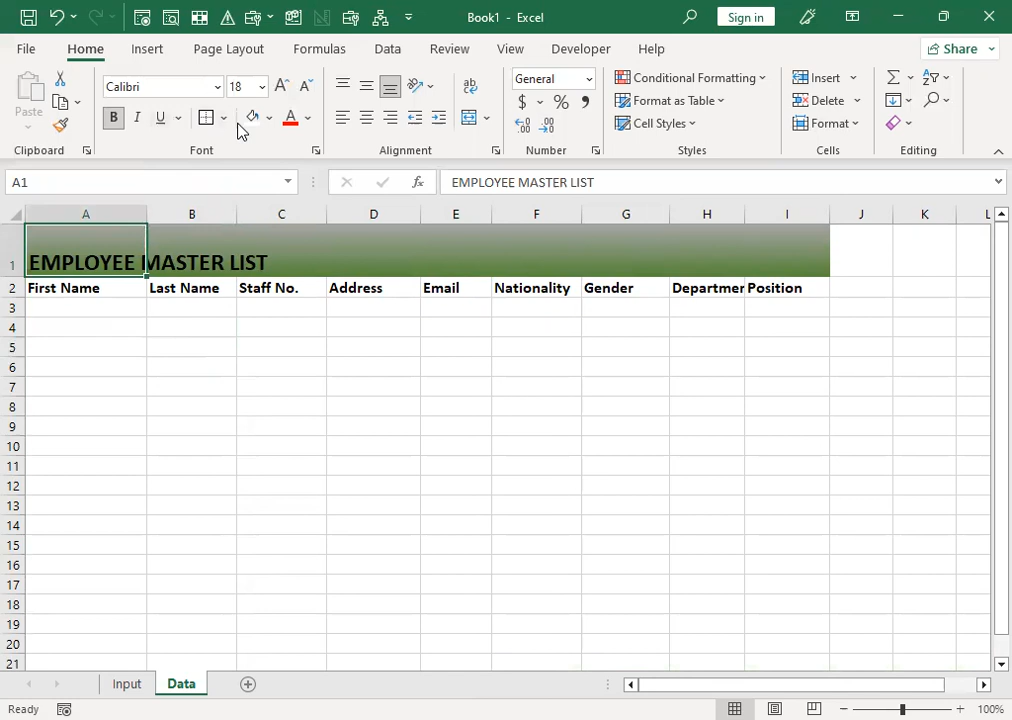 Book1 - Excel
Sign in
File Home Insert Page Layout Formulas Data Review View Developer Help Share
Paste
Calibri 18
General
Conditional Formatting
Format as Table
Cell Styles
Insert
Delete
Format
B I U A $ % 9 fx
Clipboard Font Alignment Number Styles Cells Editing
A1 EMPLOYEE MASTER LIST
A B C D E F G H I J K L
1 EMPLOYEE MASTER LIST
2 First Name Last Name Staff No. Address Email Nationality Gender Departmer Position
3
4
5
6
7
8
9
10
11
12
13
14
15
16
17
18
19
20
21
Input Data
Ready 100%